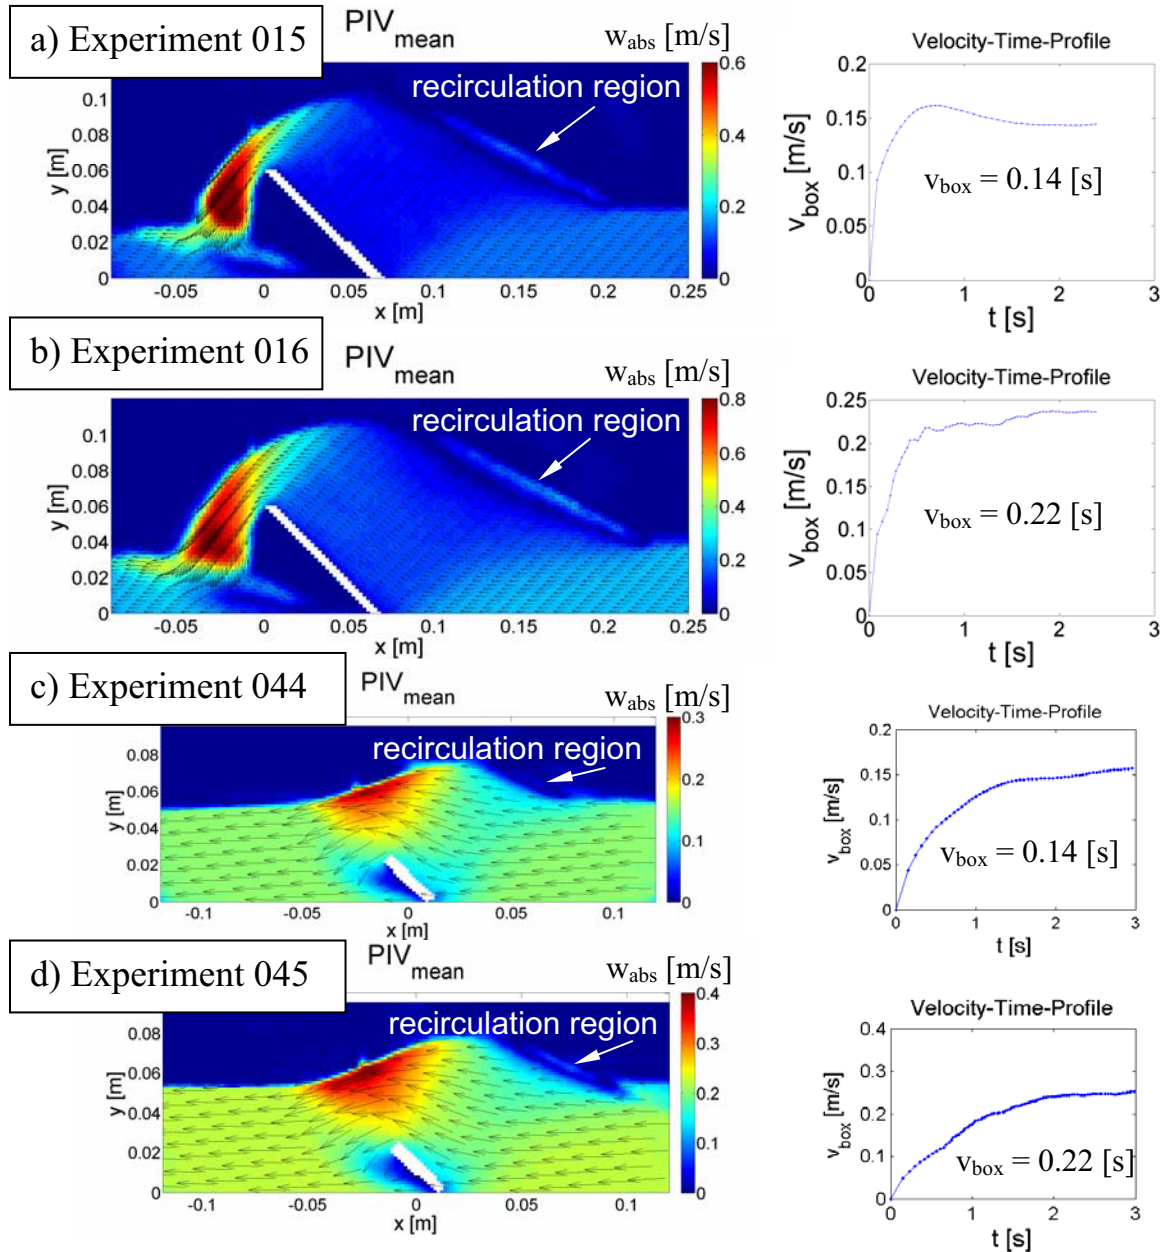 a) Experiment 015
PIVmean
wabs [m/s]
recirculation region
y [m]
0.1
0.08
0.06
0.04
0.02
0
-0.05
0
0.05
0.1
0.15
0.2
0.25
x [m]
0.6
0.4
0.2
0
Velocity-Time-Profile
vbox [m/s]
0.2
0.15
0.1
0.05
0
vbox = 0.14 [s]
0
1
2
3
t [s]
b) Experiment 016
PIVmean
wabs [m/s]
recirculation region
y [m]
0.1
0.08
0.06
0.04
0.02
0
-0.05
0
0.05
0.1
0.15
0.2
0.25
x [m]
0.8
0.6
0.4
0.2
0
Velocity-Time-Profile
vbox [m/s]
0.25
0.2
0.15
0.1
0.05
0
vbox = 0.22 [s]
0
1
2
3
t [s]
c) Experiment 044
PIVmean
wabs [m/s]
recirculation region
y [m]
0.08
0.06
0.04
0.02
0
-0.1
-0.05
0
0.05
0.1
x [m]
0.3
0.2
0.1
0
Velocity-Time-Profile
vbox [m/s]
0.2
0.15
0.1
0.05
0
vbox = 0.14 [s]
0
1
2
3
t [s]
d) Experiment 045
PIVmean
wabs [m/s]
recirculation region
y [m]
0.08
0.06
0.04
0.02
0
-0.1
-0.05
0
0.05
0.1
x [m]
0.4
0.3
0.2
0.1
0
Velocity-Time-Profile
vbox [m/s]
0.4
0.3
0.2
0.1
0
vbox = 0.22 [s]
0
1
2
3
t [s]